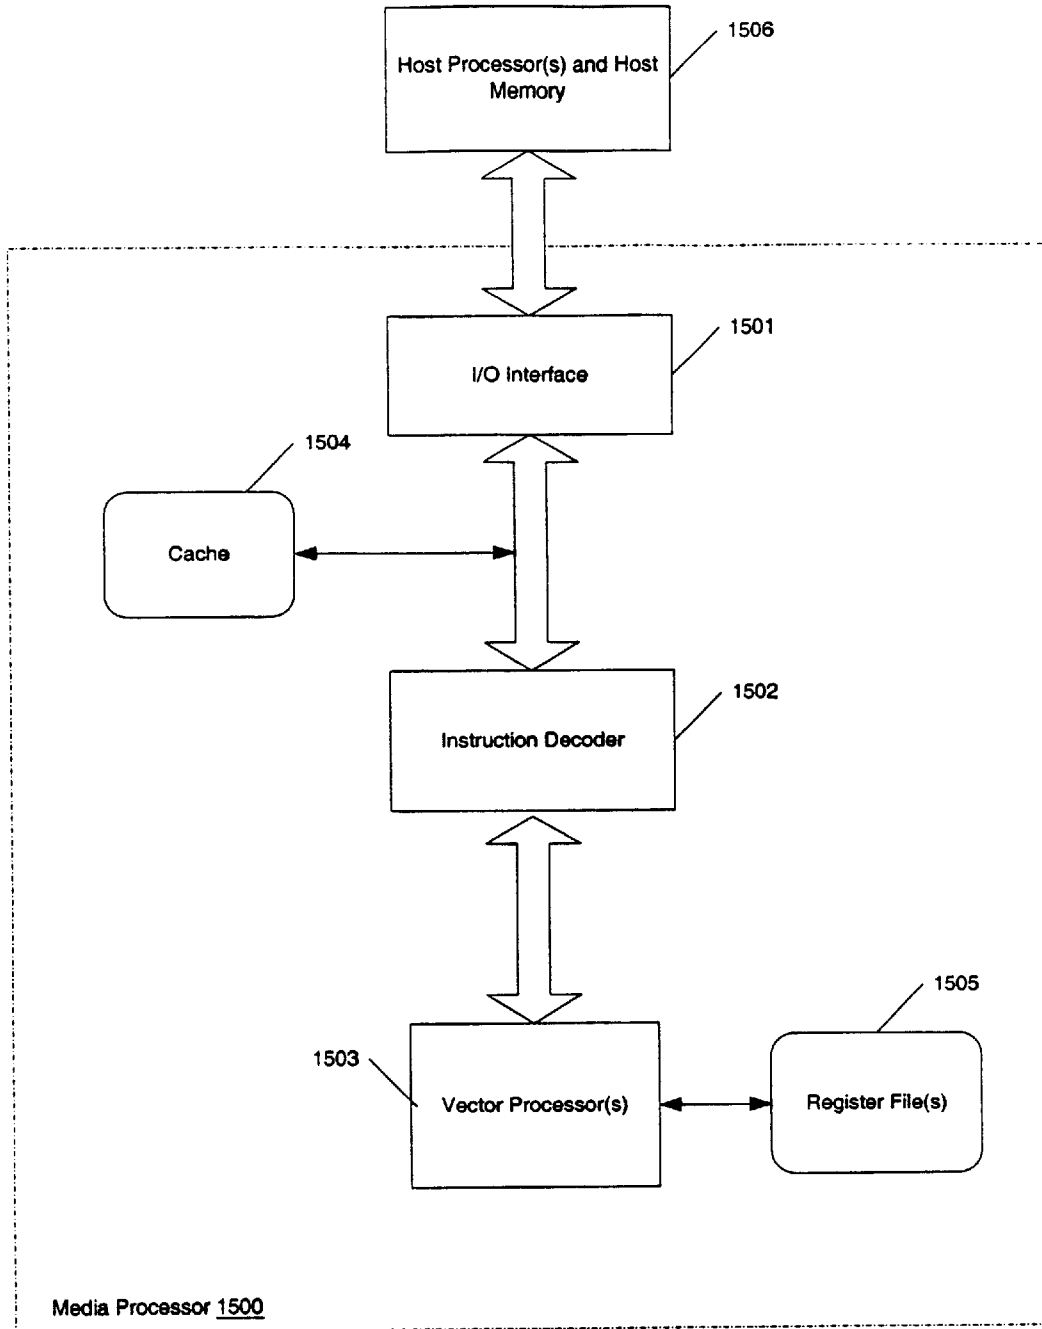 1506
Host Processor(s) and Host
Memory
1501
I/O Interface
1504
Cache
1502
Instruction Decoder
1505
1503
Vector Processor(s)
Register File(s)
Media Processor 1500